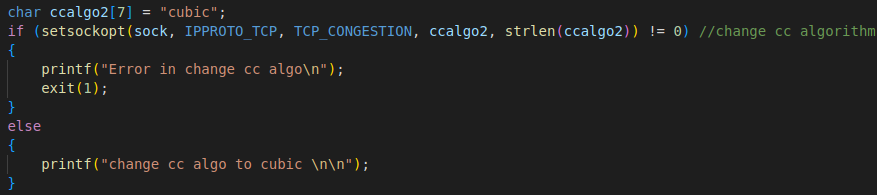 char ccalgo2[7] = "cubic";
if (setsockopt(sock, IPPROTO_TCP, TCP_CONGESTION, ccalgo2, strlen(ccalgo2)) != 0) //change cc algorithm
{
    printf("Error in change cc algo\n");
    exit(1);
}
else
{
    printf("change cc algo to cubic \n\n");
}